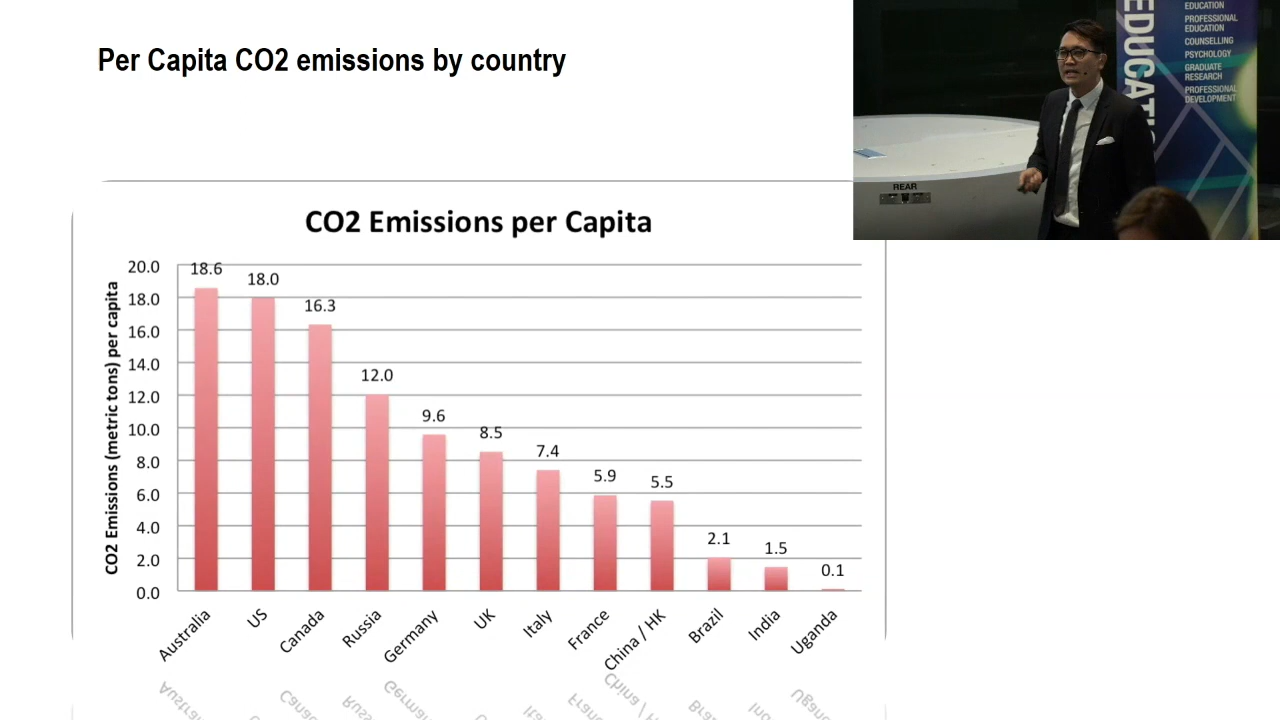 Per Capita CO2 emissions by country
EDUCATI
EDUCATION
PROFESSIONAL
EDUCATION
COUNSELLING
PSYCHOLOGY
GRADUATE
RESEARCH
PROFESSIONAL
DEVELOPMENT
REAR
CO2 Emissions per Capita
CO2 Emissions (metric tons) per capita
20.0
18.0
16.0
14.0
12.0
10.0
8.0
6.0
4.0
2.0
0.0
18.6
18.0
16.3
12.0
9.6
8.5
7.4
5.9
5.5
2.1
1.5
0.1
Australia
US
Canada
Russia
Germany
UK
Italy
France
China / HK
Brazil
India
Uganda